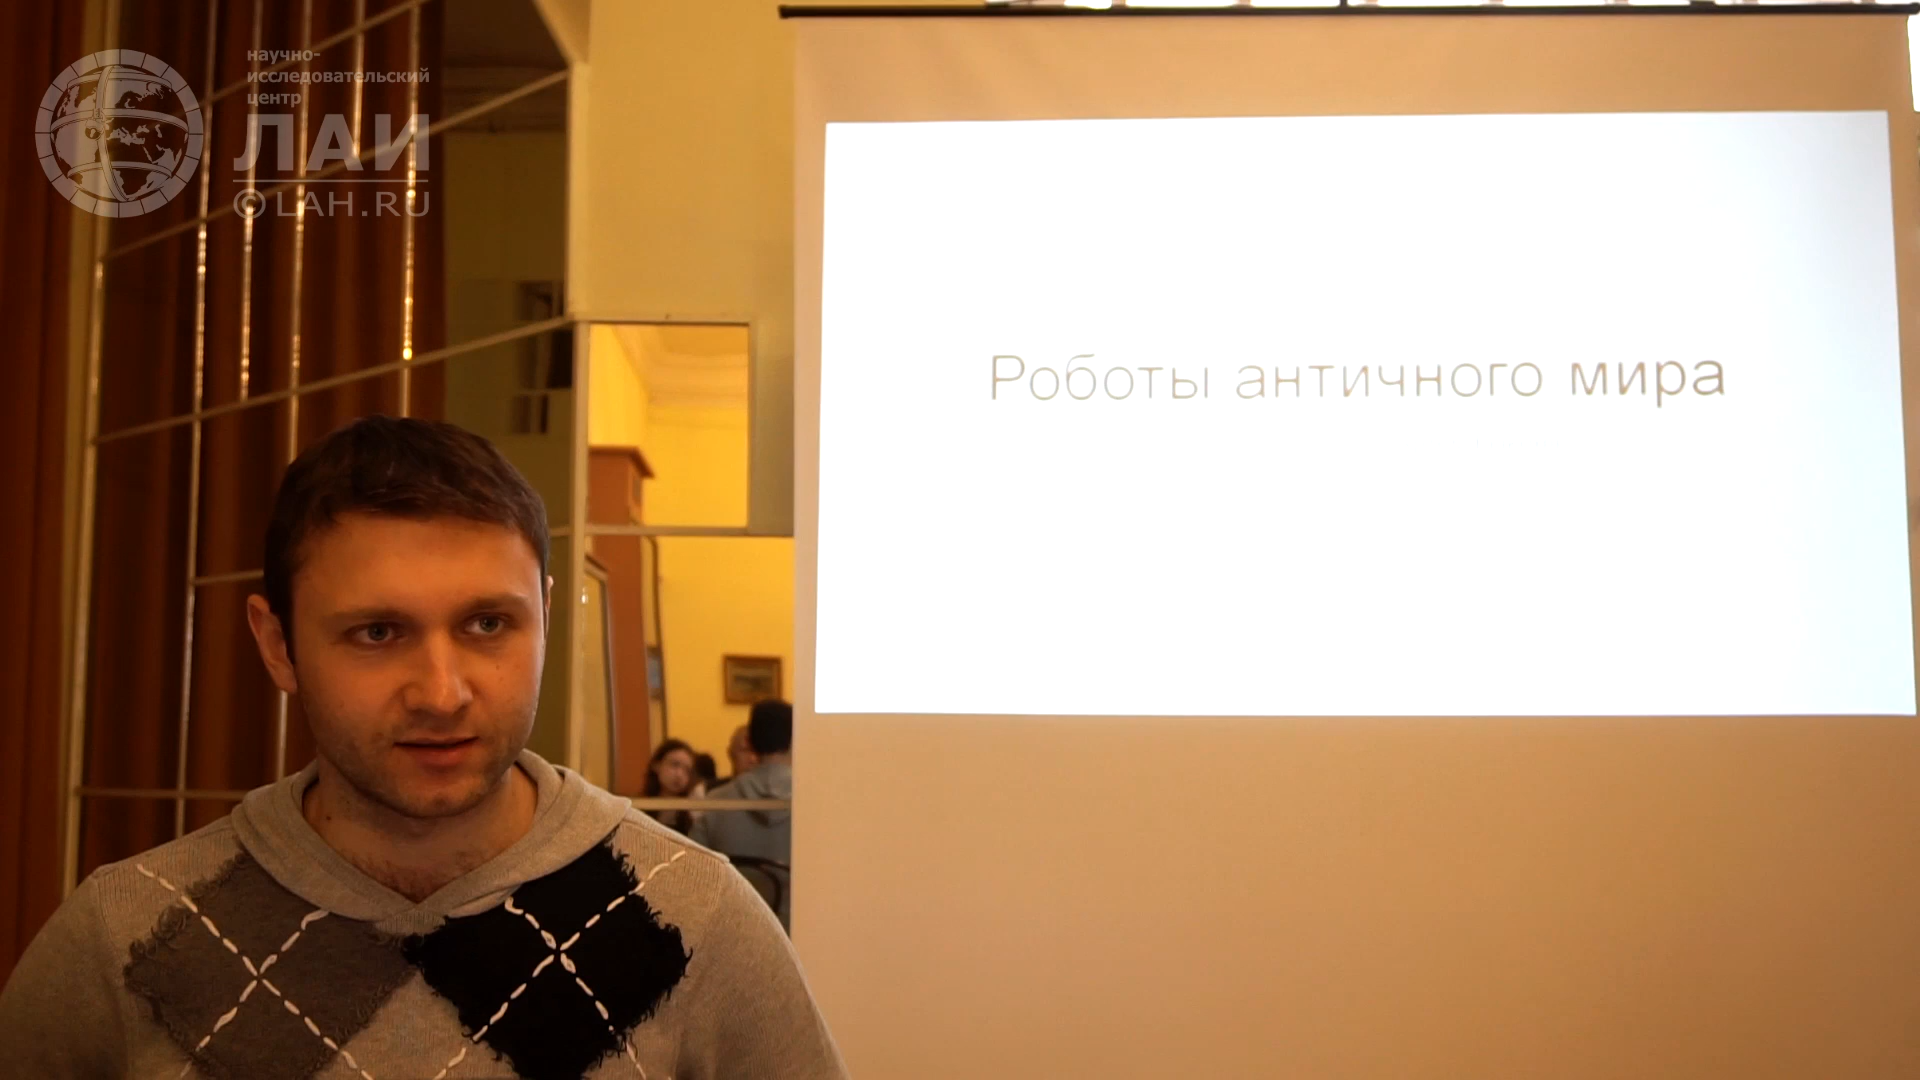 научно-
исследовательский
центр
ЛАИ
©LAH.RU
Роботы античного мира